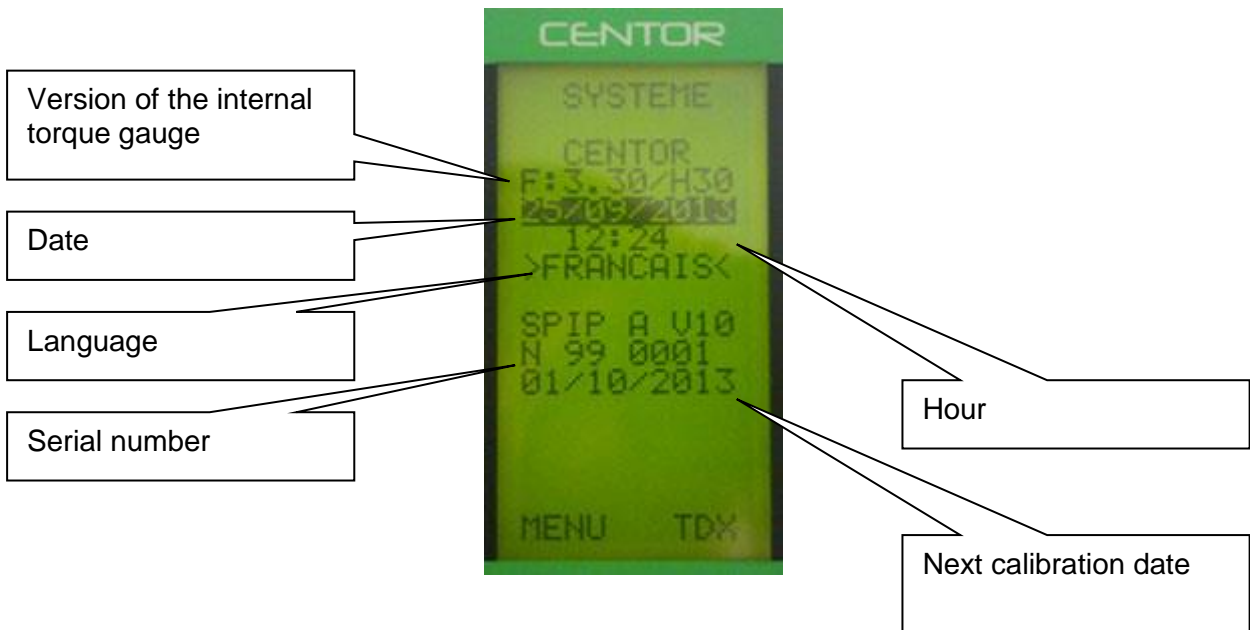 CENTOR
SYSTEME
CENTOR
F:3.30/H30
25/09/2013
12:24
>FRANCAIS<
SPIP A V10
N 99 0001
01/10/2013
MENU TDX
Version of the internal
torque gauge
Date
Language
Serial number
Hour
Next calibration date